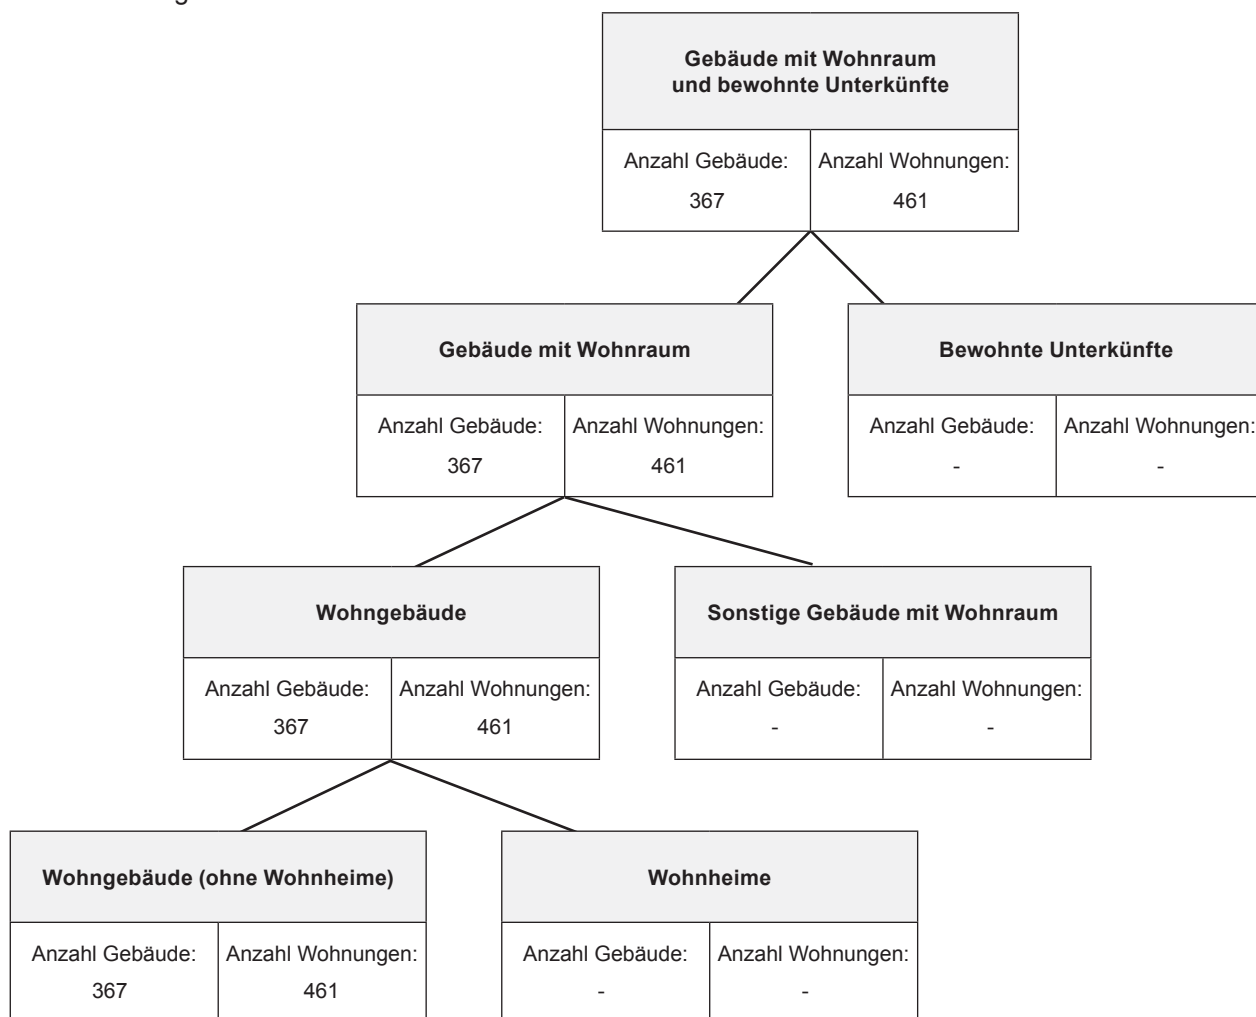 Gebäude mit Wohnraum
und bewohnte Unterkünfte
Anzahl Gebäude: Anzahl Wohnungen:
367 461
Gebäude mit Wohnraum
Bewohnte Unterkünfte
Anzahl Gebäude: Anzahl Wohnungen:
367 461
Anzahl Gebäude: Anzahl Wohnungen:
- -
Wohngebäude
Sonstige Gebäude mit Wohnraum
Anzahl Gebäude: Anzahl Wohnungen:
367 461
Anzahl Gebäude: Anzahl Wohnungen:
- -
Wohngebäude (ohne Wohnheime)
Wohnheime
Anzahl Gebäude: Anzahl Wohnungen:
367 461
Anzahl Gebäude: Anzahl Wohnungen:
- -